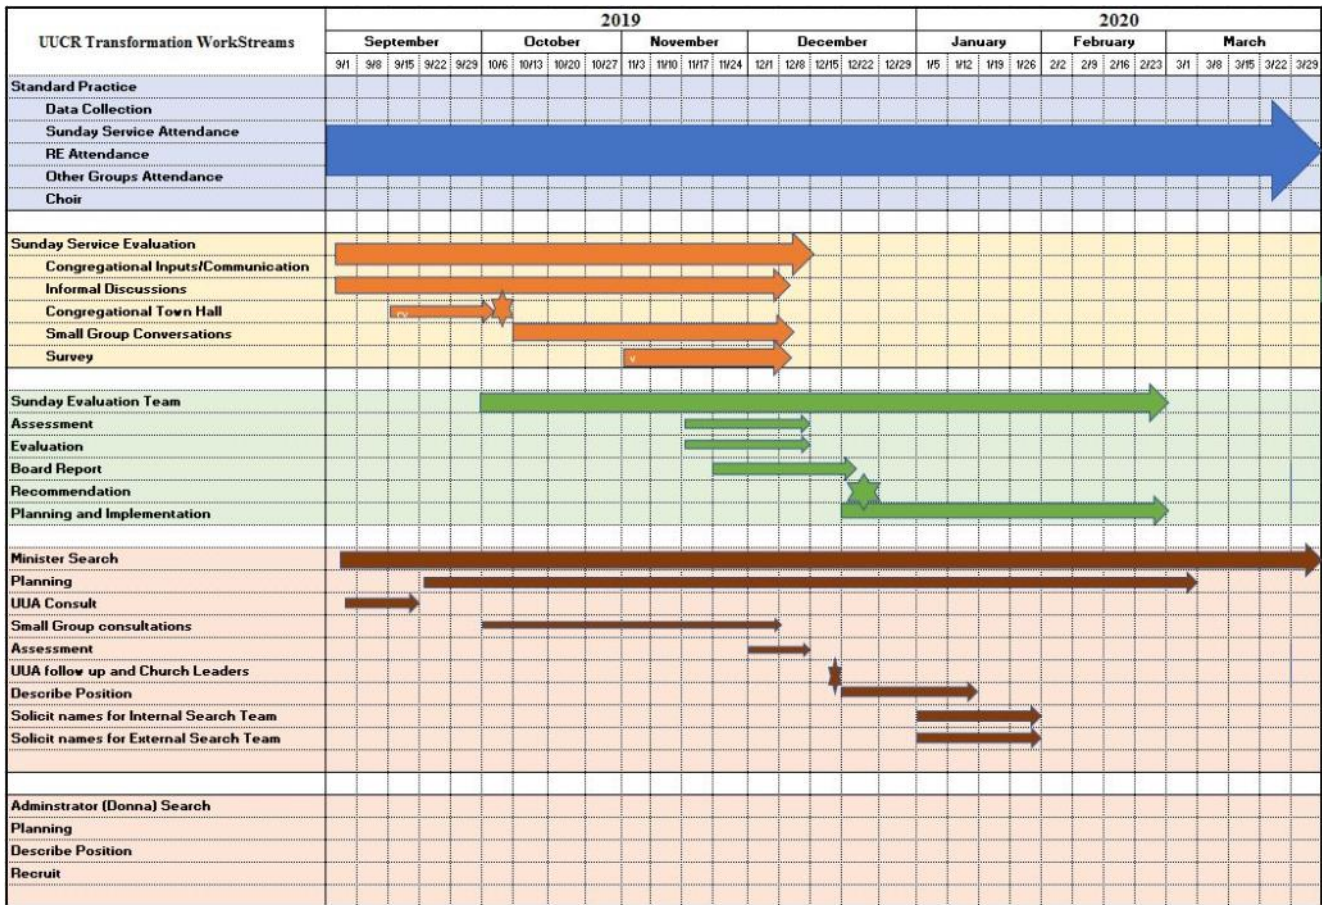 2019 2020
UUCR Transformation WorkStreams
September October November December January February March
9/1 9/8 9/15 9/22 9/29 10/6 10/13 10/20 10/27 11/3 11/10 11/17 11/24 12/1 12/8 12/15 12/22 12/29 1/5 1/12 1/19 1/26 2/2 2/9 2/16 2/23 3/1 3/8 3/15 3/22 3/29
Standard Practice
Data Collection
Sunday Service Attendance
RE Attendance
Other Groups Attendance
Choir
Sunday Service Evaluation
Congregational Inputs/Communication
Informal Discussions
Congregational Town Hall
Small Group Conversations
Survey
Sunday Evaluation Team
Assessment
Evaluation
Board Report
Recommendation
Planning and Implementation
Minister Search
Planning
UUA Consult
Small Group consultations
Assessment
UUA follow up and Church Leaders
Describe Position
Solicit names for Internal Search Team
Solicit names for External Search Team
Adminstrator (Donna) Search
Planning
Describe Position
Recruit